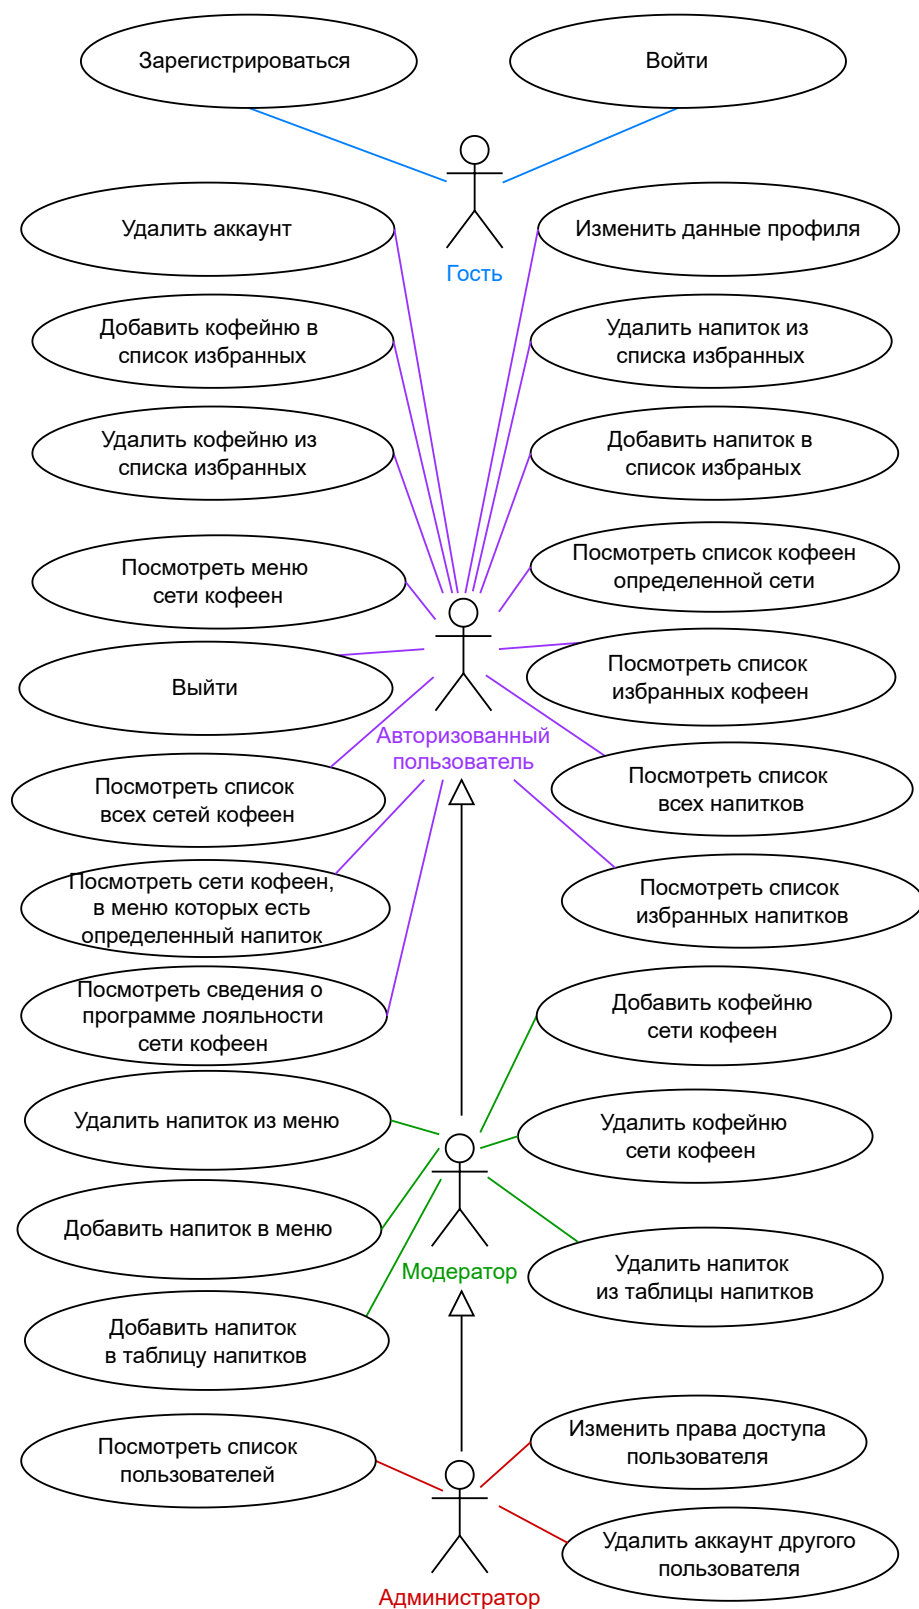 Зарегистрироваться
Войти
Гость
Удалить аккаунт
Изменить данные профиля
Добавить кофейню в
список избранных
Удалить напиток из
списка избранных
Удалить кофейню из
списка избранных
Добавить напиток в
список избраных
Посмотреть меню
сети кофеен
Посмотреть список кофеен
определенной сети
Выйти
Посмотреть список
избранных кофеен
Авторизованный
пользователь
Посмотреть список
всех сетей кофеен
Посмотреть список
всех напитков
Посмотреть сети кофеен,
в меню которых есть
определенный напиток
Посмотреть список
избранных напитков
Посмотреть сведения о
программе лояльности
сети кофеен
Добавить кофейню
сети кофеен
Удалить напиток из меню
Удалить кофейню
сети кофеен
Добавить напиток в меню
Модератор
Удалить напиток
из таблицы напитков
Добавить напиток
в таблицу напитков
Посмотреть список
пользователей
Изменить права доступа
пользователя
Удалить аккаунт другого
пользователя
Администратор